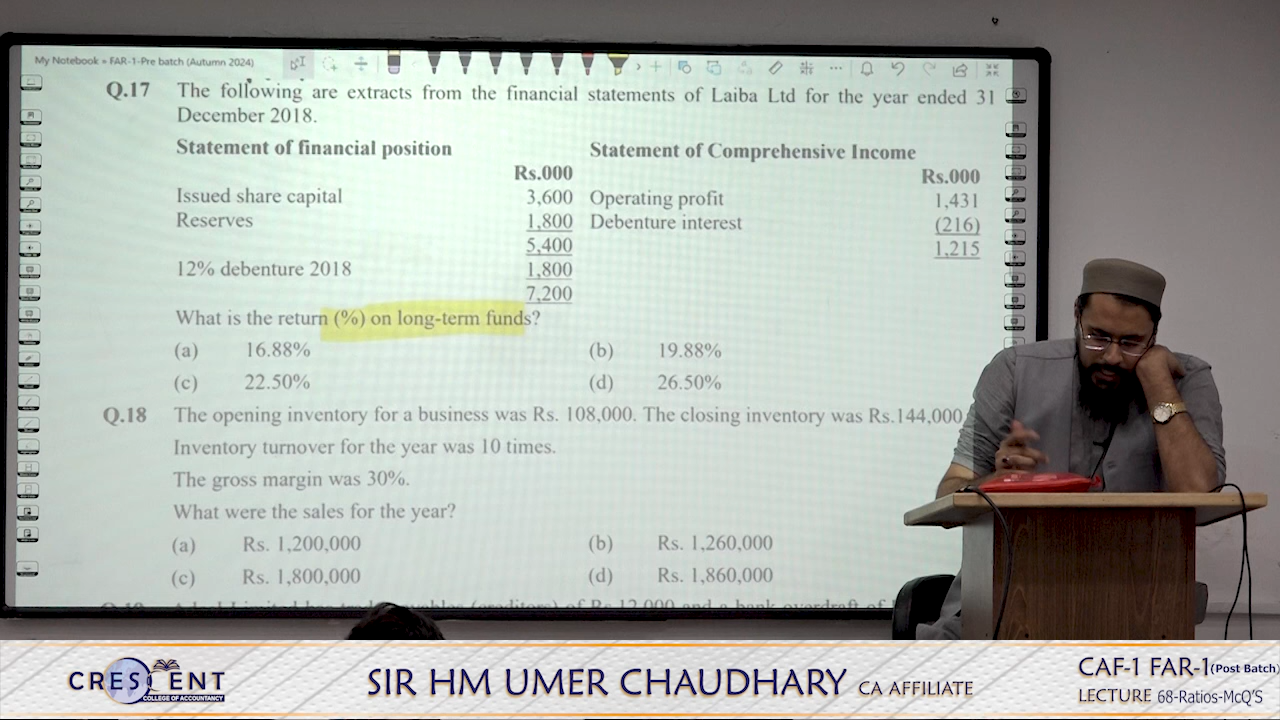 My Notebook » FAR-1-Pre batch (Autumn 2024)
Q.17 The following are extracts from the financial statements of Laiba Ltd for the year ended 31
December 2018.
Statement of financial position Statement of Comprehensive Income
Rs.000 Rs.000
Issued share capital 3,600 Operating profit 1,431
Reserves 1,800 Debenture interest (216)
5,400 1,215
12% debenture 2018 1,800
7,200
What is the return (%) on long-term funds?
(a) 16.88% (b) 19.88%
(c) 22.50% (d) 26.50%
Q.18 The opening inventory for a business was Rs. 108,000. The closing inventory was Rs.144,000
Inventory turnover for the year was 10 times.
The gross margin was 30%.
What were the sales for the year?
(a) Rs. 1,200,000 (b) Rs. 1,260,000
(c) Rs. 1,800,000 (d) Rs. 1,860,000
CRESCENT
COLLEGE OF ACCOUNTANCY
SIR HM UMER CHAUDHARY CA AFFILIATE
CAF-1 FAR-1(Post Batch)
LECTURE 68-Ratios-McQ'S